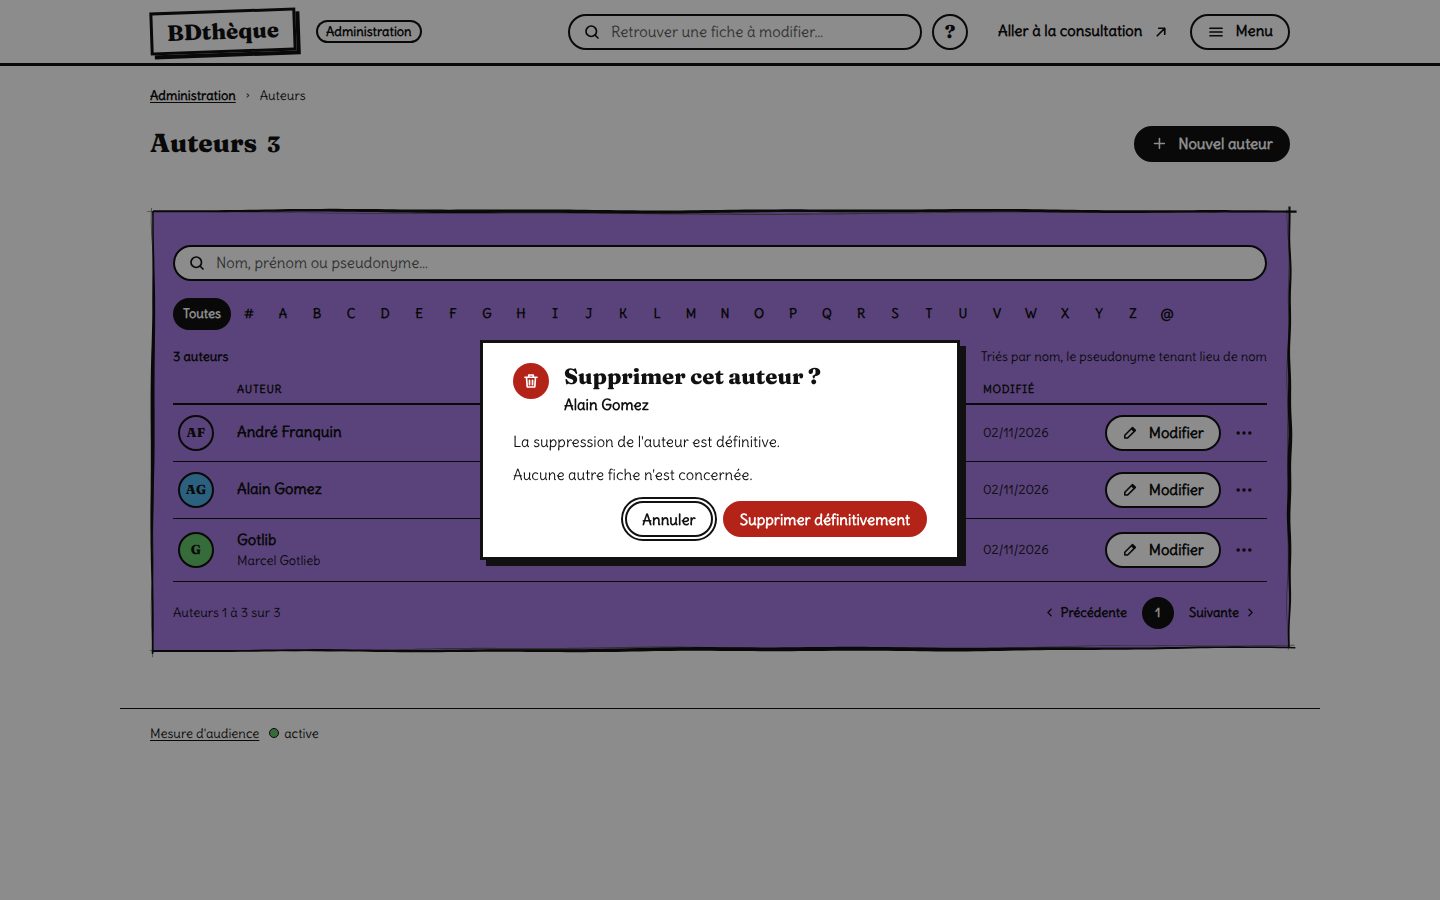 BDthèque
Administration
Retrouver une fiche à modifier...
?
Aller à la consultation
Menu
Administration › Auteurs
Auteurs 3
Nouvel auteur
Nom, prénom ou pseudonyme...
Toutes # A B C D E F G H I J K L M N O P Q R S T U V W X Y Z @
3 auteurs
Triés par nom, le pseudonyme tenant lieu de nom
AUTEUR
MODIFIÉ
AF André Franquin 02/11/2026 Modifier
AG Alain Gomez 02/11/2026 Modifier
G Gotlib 02/11/2026 Modifier
Marcel Gotlieb
Supprimer cet auteur ?
Alain Gomez
La suppression de l'auteur est définitive.
Aucune autre fiche n'est concernée.
Annuler Supprimer définitivement
Auteurs 1 à 3 sur 3
Précédente 1 Suivante
Mesure d'audience active